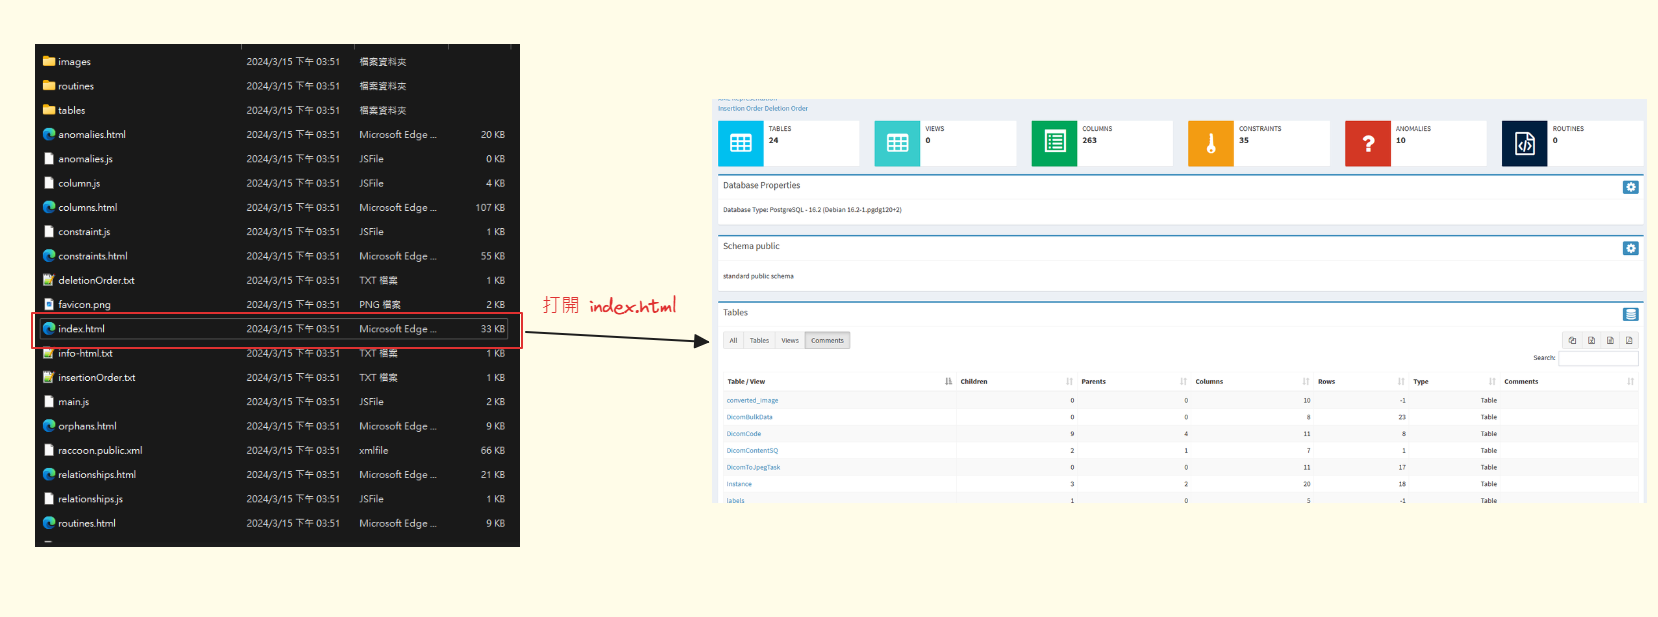 images 2024/3/15 下午 03:51 檔案資料夾
routines 2024/3/15 下午 03:51 檔案資料夾
tables 2024/3/15 下午 03:51 檔案資料夾
anomalies.html 2024/3/15 下午 03:51 Microsoft Edge ... 20 KB
anomalies.js 2024/3/15 下午 03:51 JSFile 0 KB
column.js 2024/3/15 下午 03:51 JSFile 4 KB
columns.html 2024/3/15 下午 03:51 Microsoft Edge ... 107 KB
constraint.js 2024/3/15 下午 03:51 JSFile 1 KB
constraints.html 2024/3/15 下午 03:51 Microsoft Edge ... 55 KB
deletionOrder.txt 2024/3/15 下午 03:51 TXT 檔案 1 KB
favicon.png 2024/3/15 下午 03:51 PNG 檔案 2 KB
index.html 2024/3/15 下午 03:51 Microsoft Edge ... 33 KB
info-html.txt 2024/3/15 下午 03:51 TXT 檔案 1 KB
insertionOrder.txt 2024/3/15 下午 03:51 TXT 檔案 1 KB
main.js 2024/3/15 下午 03:51 JSFile 2 KB
orphans.html 2024/3/15 下午 03:51 Microsoft Edge ... 9 KB
raccoon.public.xml 2024/3/15 下午 03:51 xmlfile 66 KB
relationships.html 2024/3/15 下午 03:51 Microsoft Edge ... 21 KB
relationships.js 2024/3/15 下午 03:51 JSFile 1 KB
routines.html 2024/3/15 下午 03:51 Microsoft Edge ... 9 KB
打開 index.html
Insertion Order Deletion Order
TABLES
24
VIEWS
0
COLUMNS
263
CONSTRAINTS
35
ANOMALIES
10
ROUTINES
0
Database Properties
Database Type: PostgreSQL - 16.2 (Debian 16.2-1.pgdg120+2)
Schema public
standard public schema
Tables
All Tables Views Comments
Search:
Table / View Children Parents Columns Rows Type Comments
converted_image 0 0 10 -1 Table
DicomBulkData 0 0 8 23 Table
DicomCode 9 4 11 8 Table
DicomContentSQ 2 1 7 1 Table
DicomToJpegTask 0 0 11 17 Table
Instance 3 2 20 18 Table
labels 1 0 5 -1 Table